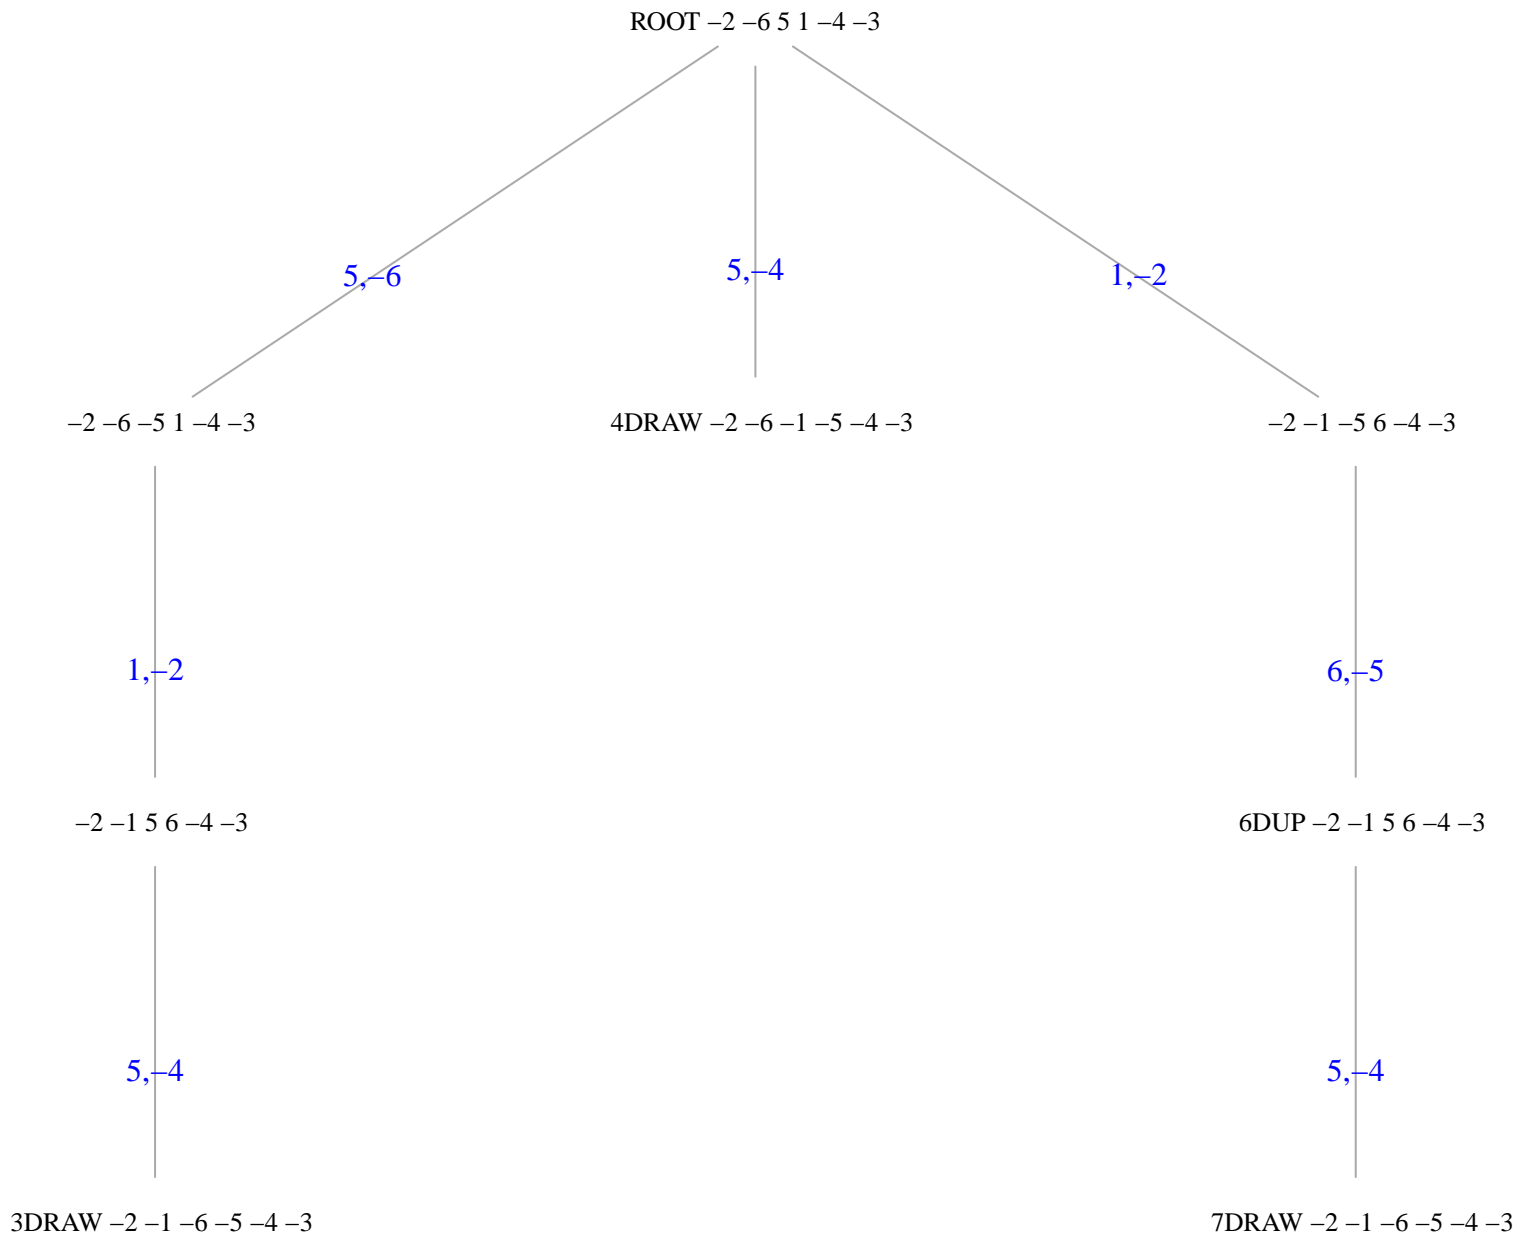 ROOT –2 –6 5 1 –4 –3
5,–6
5,–4
1,–2
–2 –6 –5 1 –4 –3
4DRAW –2 –6 –1 –5 –4 –3
–2 –1 –5 6 –4 –3
1,–2
6,–5
–2 –1 5 6 –4 –3
6DUP –2 –1 5 6 –4 –3
5,–4
5,–4
3DRAW –2 –1 –6 –5 –4 –3
7DRAW –2 –1 –6 –5 –4 –3